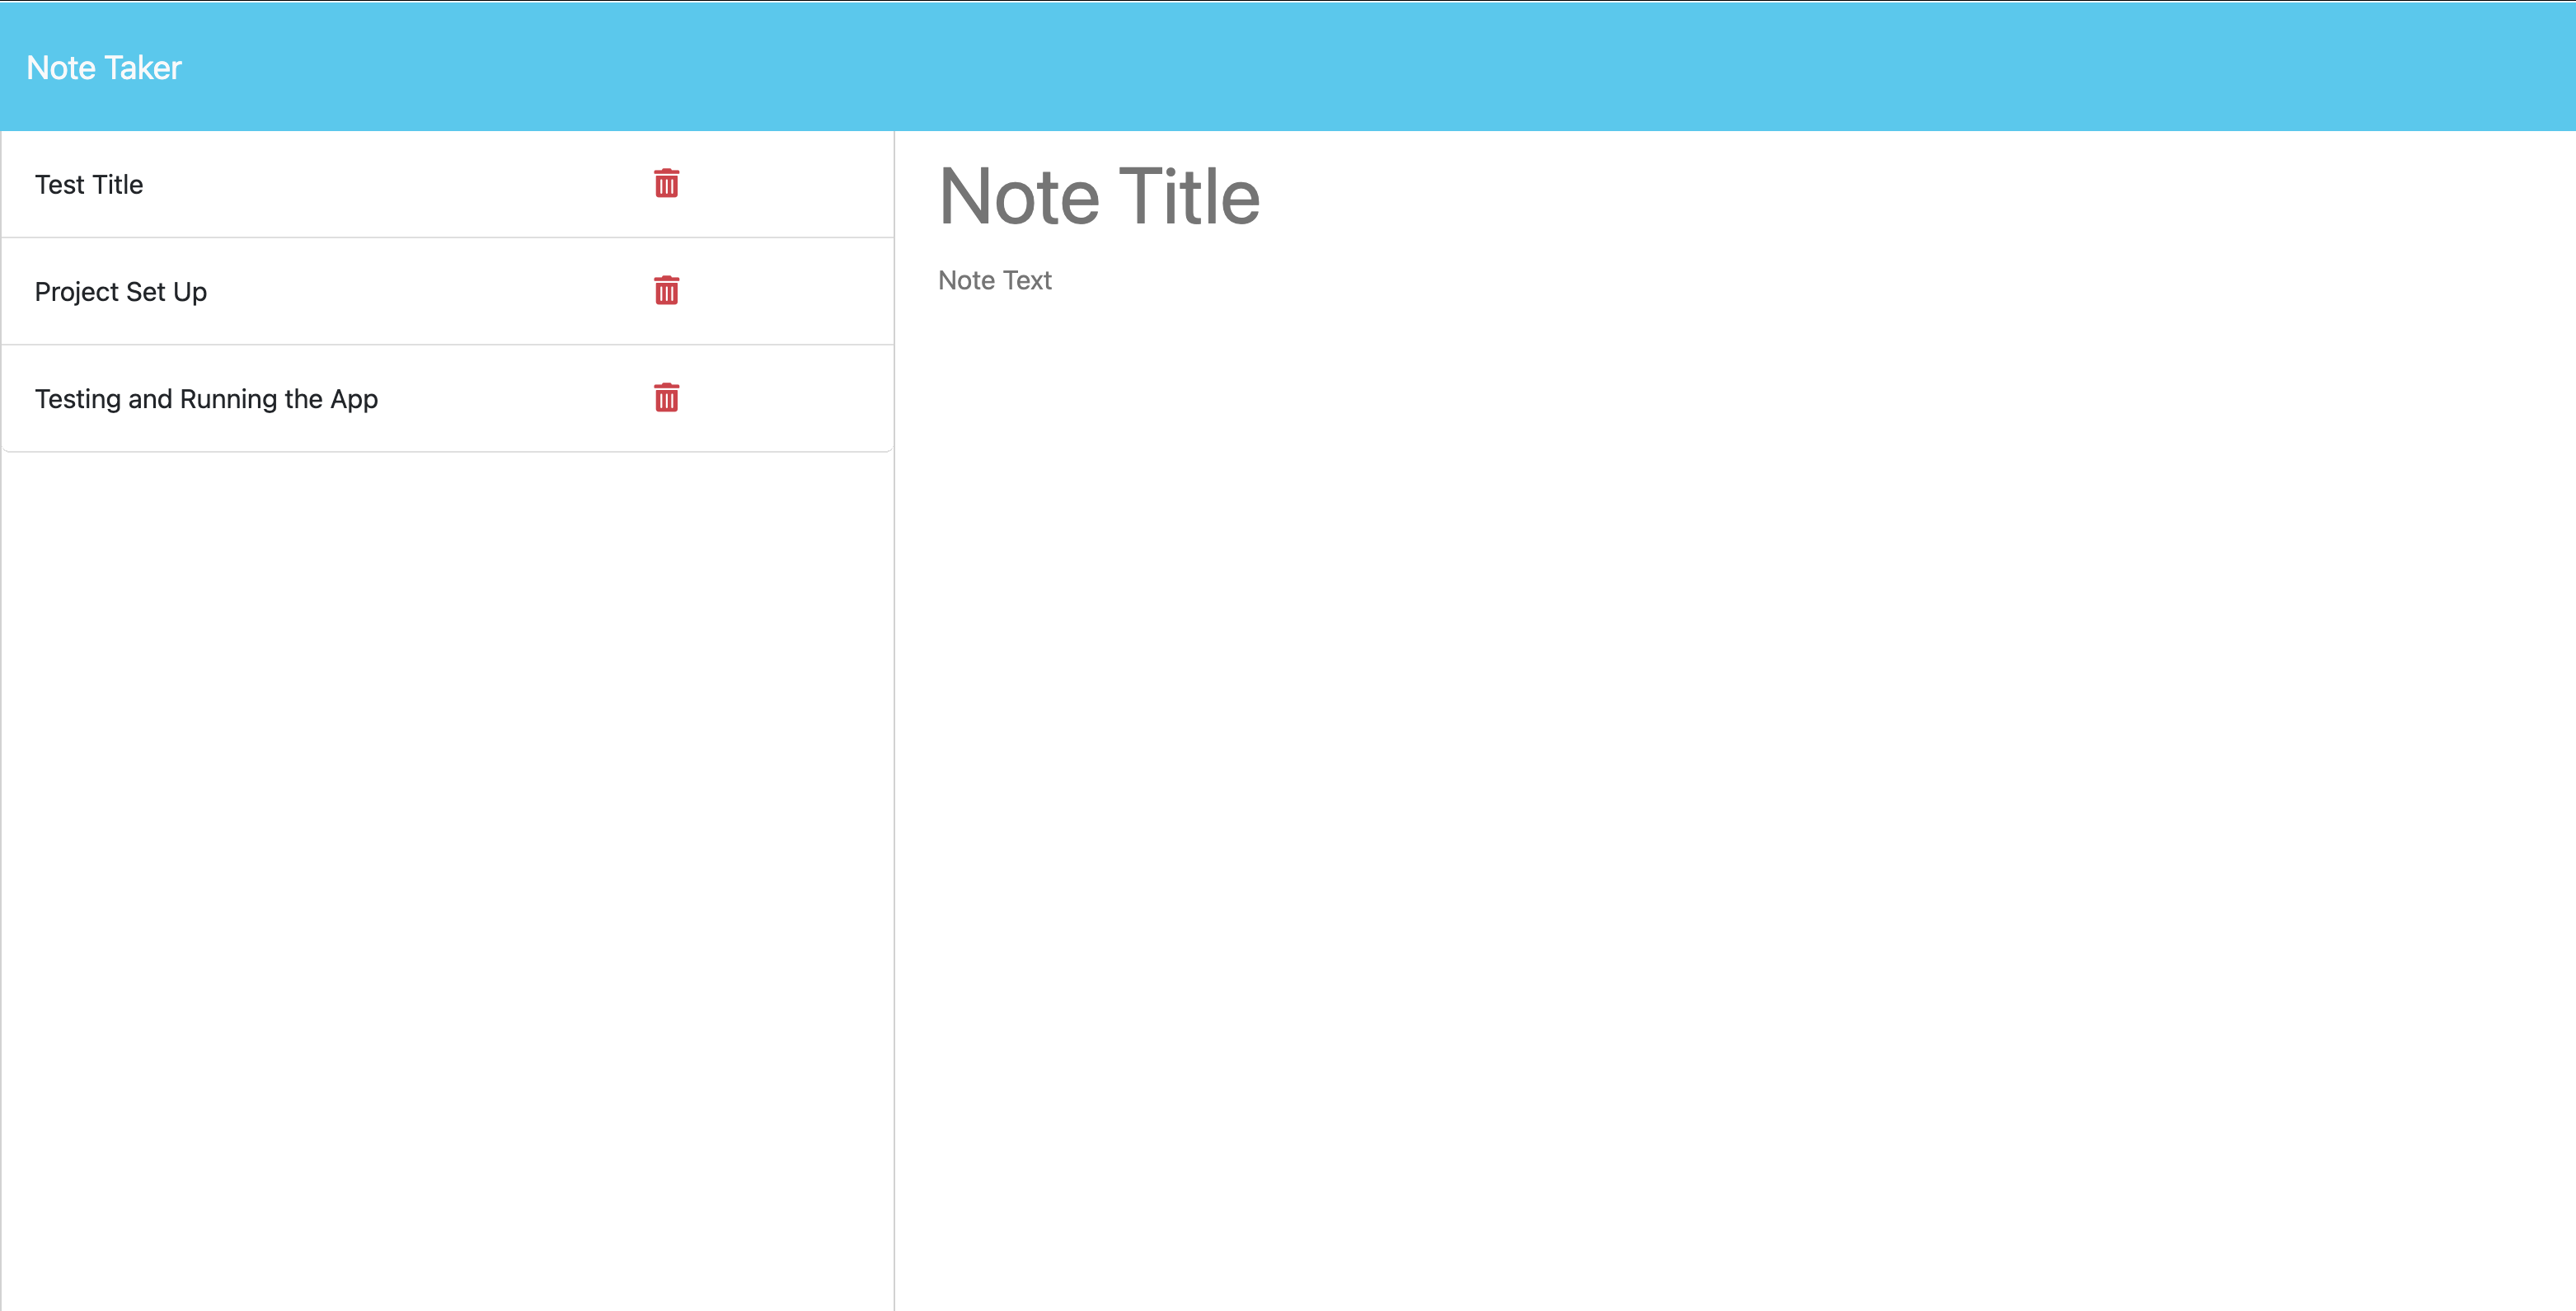 Note Taker
Test Title
Project Set Up
Testing and Running the App
Note Title
Note Text